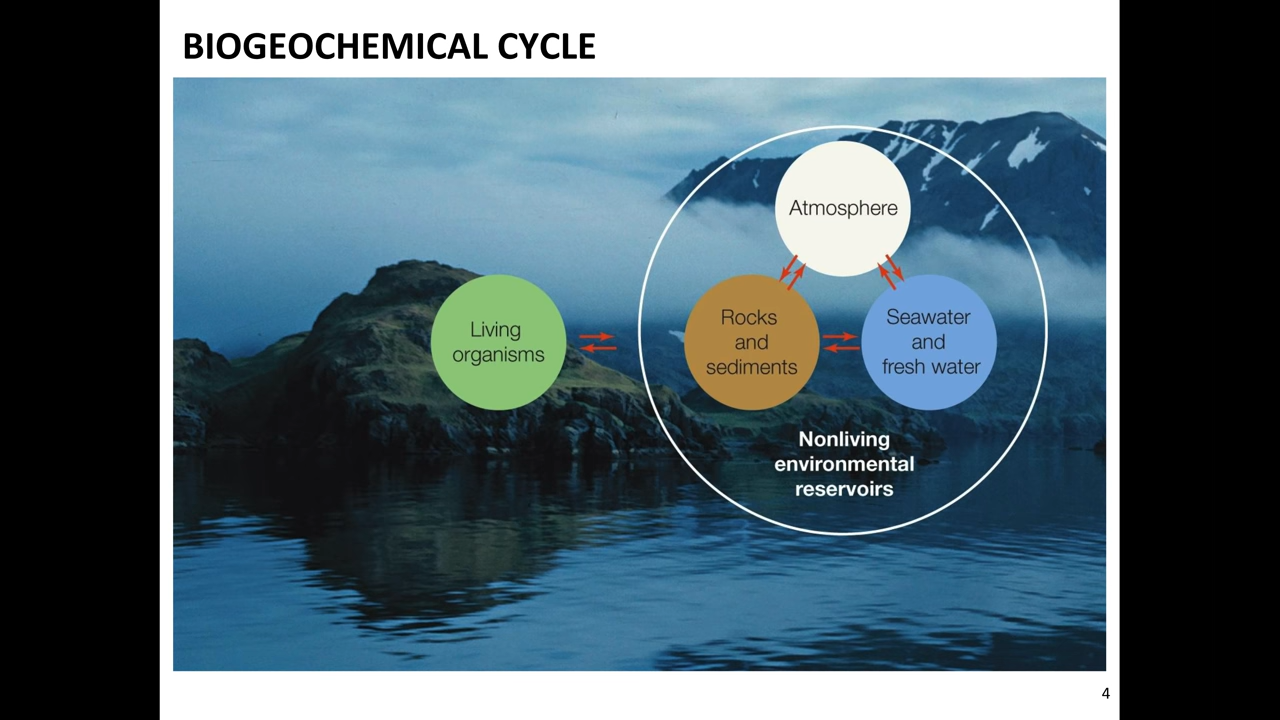 BIOGEOCHEMICAL CYCLE
Atmosphere
Living
organisms
Rocks
and
sediments
Seawater
and
fresh water
Nonliving
environmental
reservoirs
4